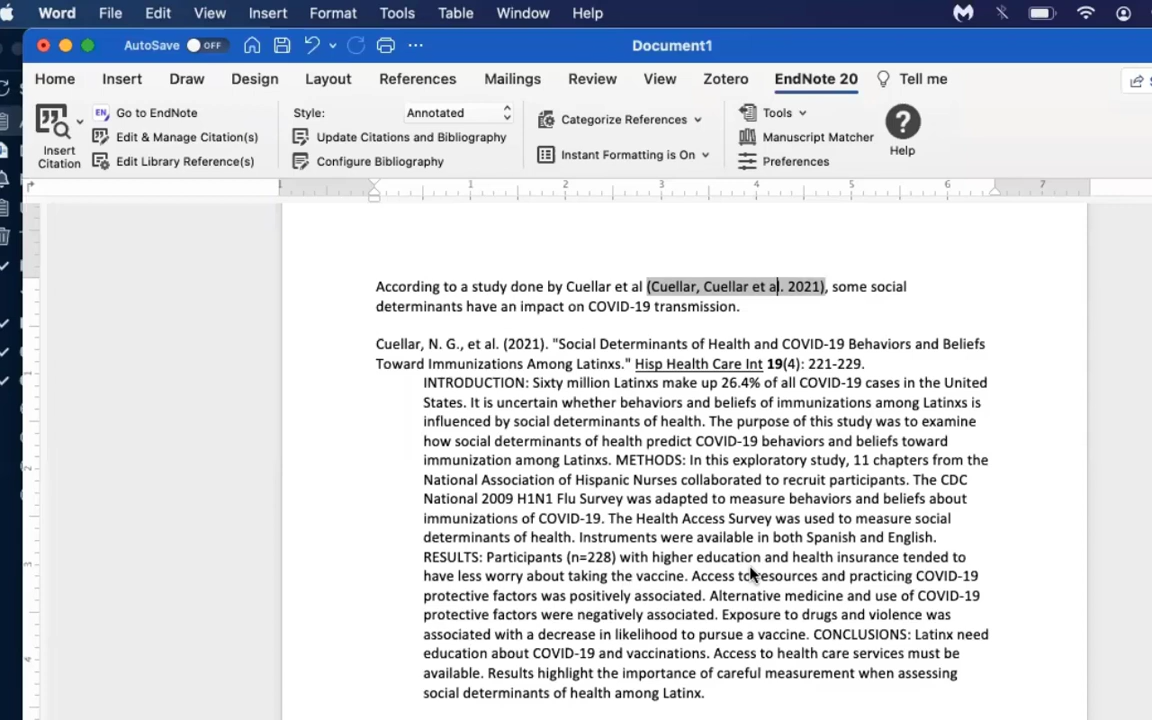 Word File Edit View Insert Format Tools Table Window Help
AutoSave OFF Document1
Home Insert Draw Design Layout References Mailings Review View Zotero EndNote 20 Tell me
Insert Citation
EN Go to EndNote
Edit & Manage Citation(s)
Edit Library Reference(s)
Style: Annotated
Update Citations and Bibliography
Configure Bibliography
Categorize References
Instant Formatting is On
Tools
Manuscript Matcher
Preferences
Help
1 1 2 3 4 5 6 7
According to a study done by Cuellar et al (Cuellar, Cuellar et al. 2021), some social
determinants have an impact on COVID-19 transmission.
Cuellar, N. G., et al. (2021). "Social Determinants of Health and COVID-19 Behaviors and Beliefs
Toward Immunizations Among Latinxs." Hisp Health Care Int 19(4): 221-229.
INTRODUCTION: Sixty million Latinxs make up 26.4% of all COVID-19 cases in the United
States. It is uncertain whether behaviors and beliefs of immunizations among Latinxs is
influenced by social determinants of health. The purpose of this study was to examine
how social determinants of health predict COVID-19 behaviors and beliefs toward
immunization among Latinxs. METHODS: In this exploratory study, 11 chapters from the
National Association of Hispanic Nurses collaborated to recruit participants. The CDC
National 2009 H1N1 Flu Survey was adapted to measure behaviors and beliefs about
immunizations of COVID-19. The Health Access Survey was used to measure social
determinants of health. Instruments were available in both Spanish and English.
RESULTS: Participants (n=228) with higher education and health insurance tended to
have less worry about taking the vaccine. Access to resources and practicing COVID-19
protective factors was positively associated. Alternative medicine and use of COVID-19
protective factors were negatively associated. Exposure to drugs and violence was
associated with a decrease in likelihood to pursue a vaccine. CONCLUSIONS: Latinx need
education about COVID-19 and vaccinations. Access to health care services must be
available. Results highlight the importance of careful measurement when assessing
social determinants of health among Latinx.